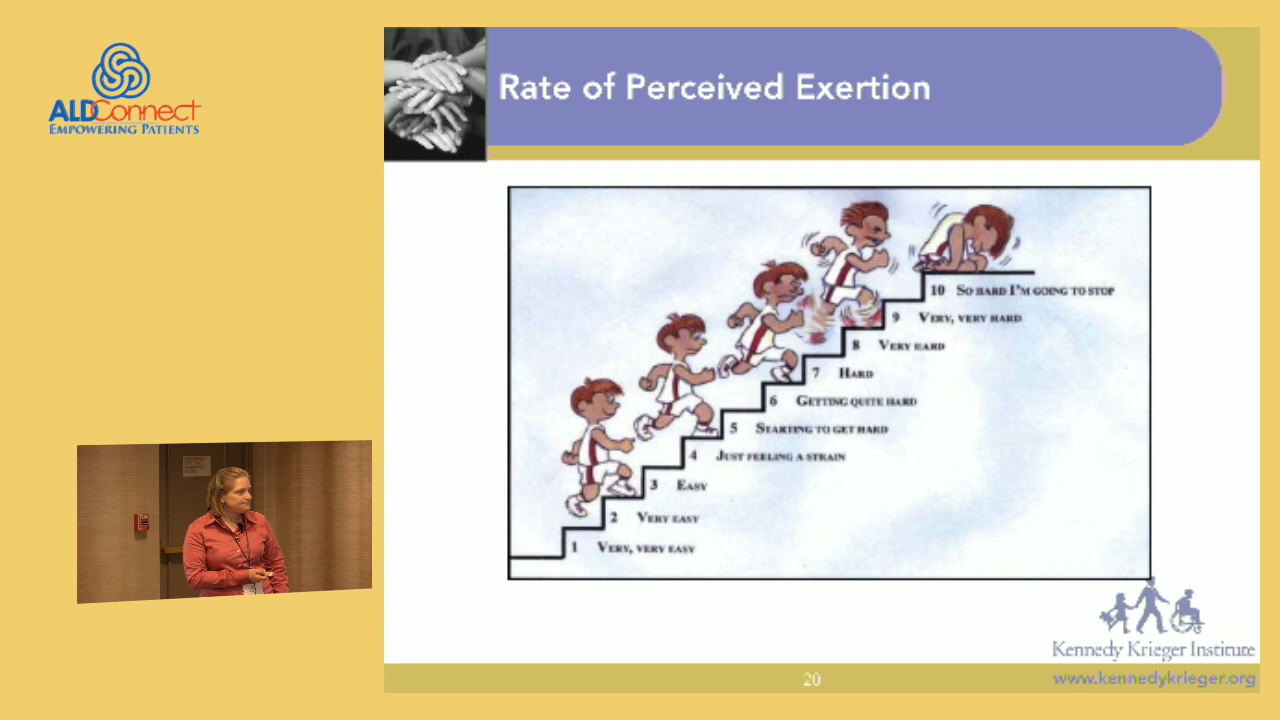 ALDConnect
EMPOWERING PATIENTS
Rate of Perceived Exertion
10 SO HARD I'M GOING TO STOP
9 VERY, VERY HARD
8 VERY HARD
7 HARD
6 GETTING QUITE HARD
5 STARTING TO GET HARD
4 JUST FEELING A STRAIN
3 EASY
2 VERY EASY
1 VERY, VERY EASY
Kennedy Krieger Institute
20
www.kennedykrieger.org